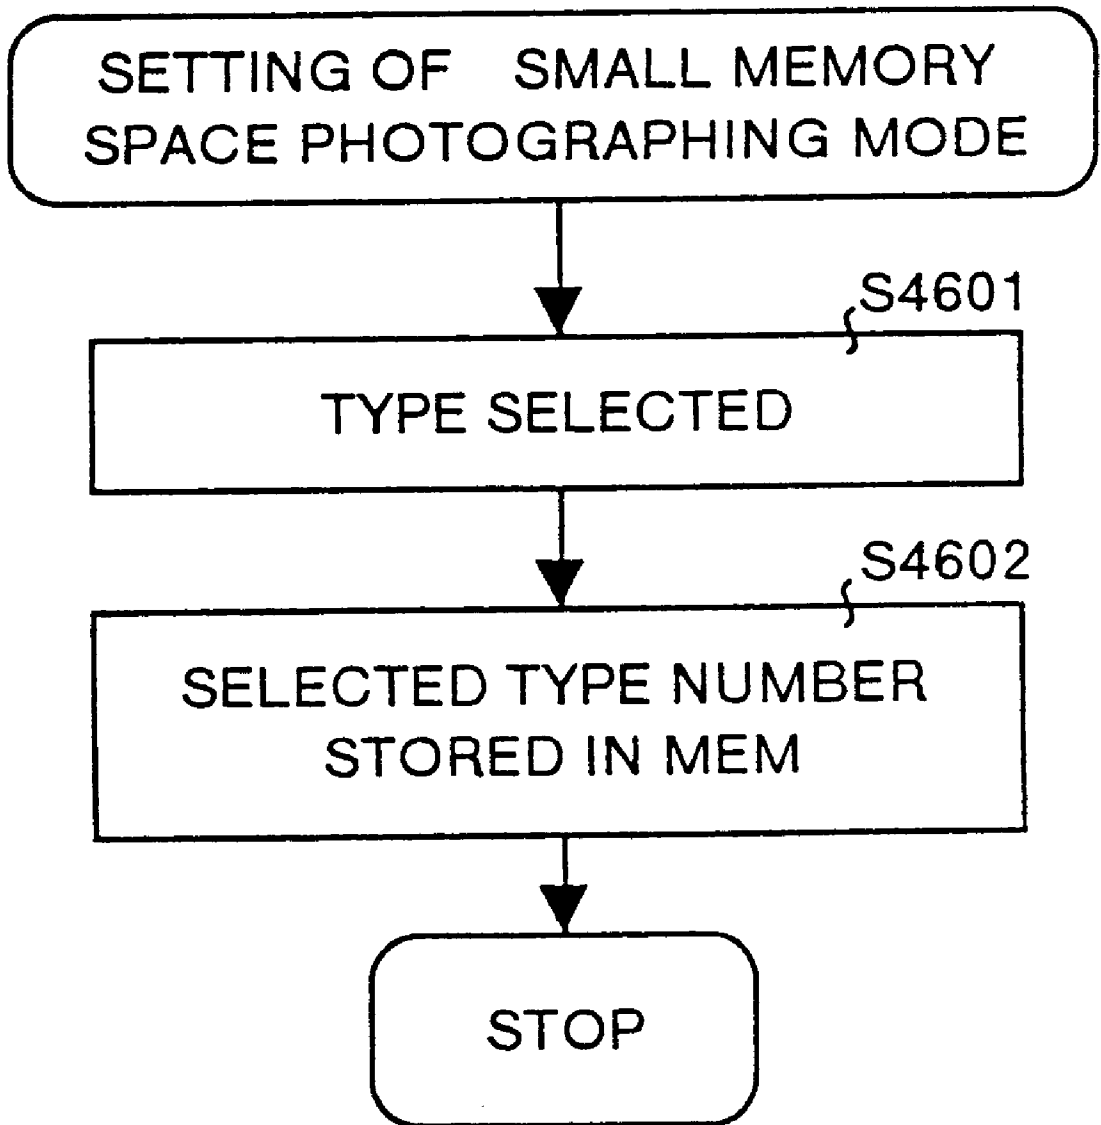 SETTING OF SMALL MEMORY
SPACE PHOTOGRAPHING MODE
S4601
TYPE SELECTED
S4602
SELECTED TYPE NUMBER
STORED IN MEM
STOP